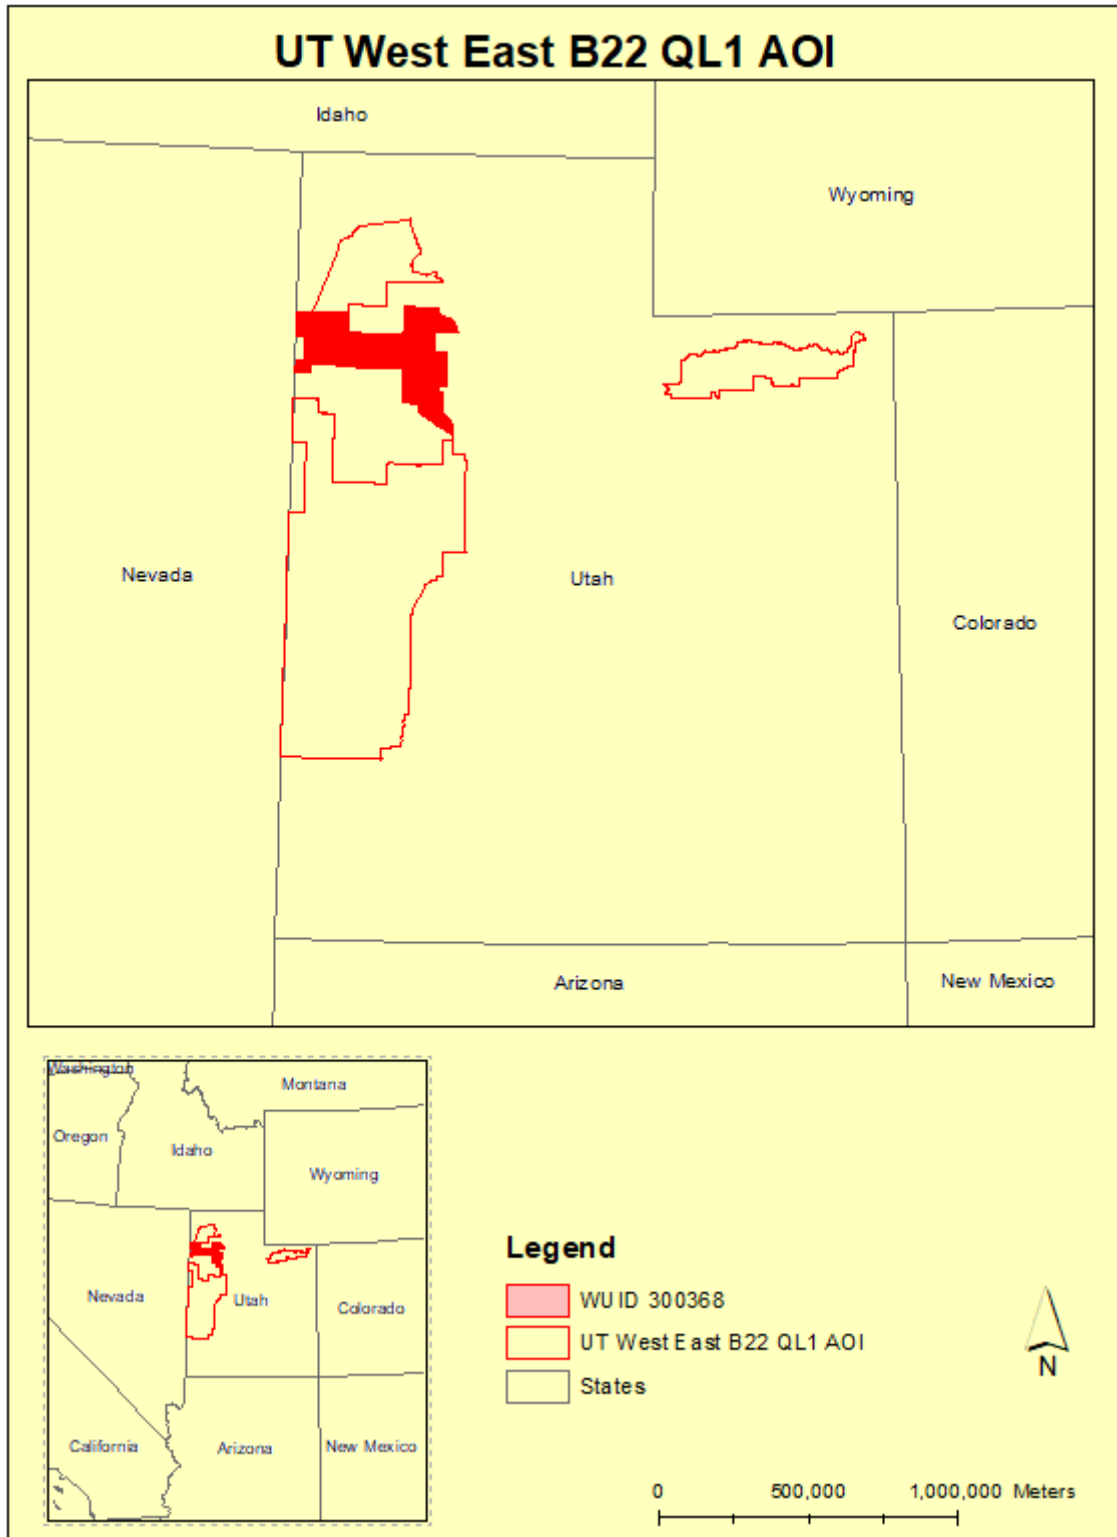 UT West East B22 QL1 AOI
Idaho
Wyoming
Nevada
Utah
Colorado
Arizona
New Mexico
Washington
Montana
Oregon
Idaho
Wyoming
Nevada
Utah
Colorado
California
Arizona
New Mexico
Legend
WUID 300368
UT West East B22 QL1 AOI
States
N
0 500,000 1,000,000 Meters